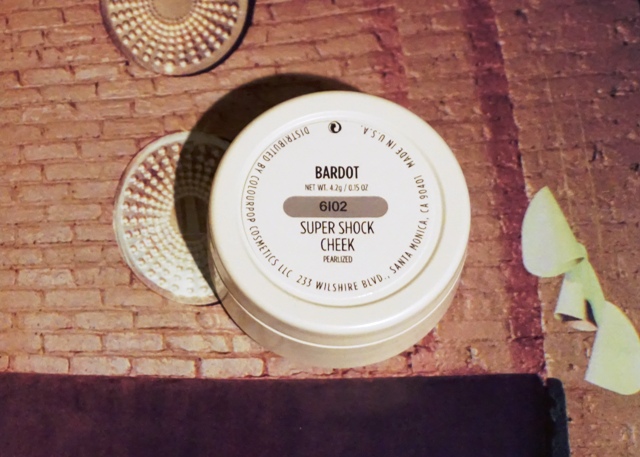 BARDOT
NET WT. 4.2g / 0.15 OZ
6102
SUPER SHOCK
CHEEK
PEARLIZED
DISTRIBUTED BY COLOURPOP COSMETICS LLC 233 WILSHIRE BLVD., SANTA MONICA, CA 90401 MADE IN U.S.A.